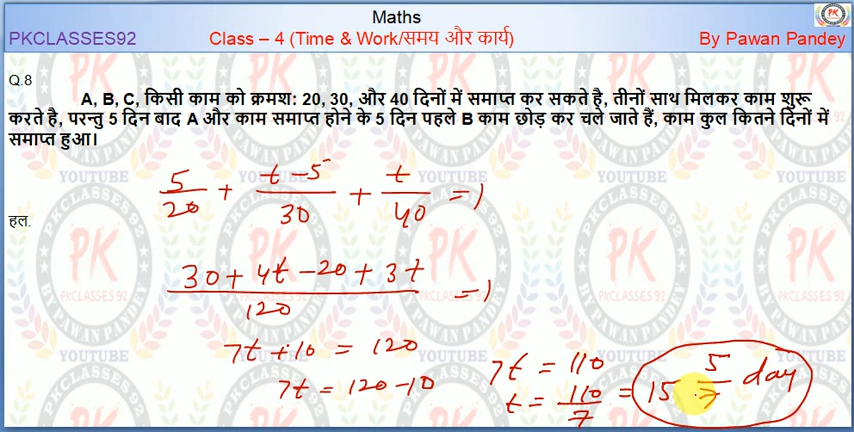 Maths
PKCLASSES92 Class – 4 (Time & Work/समय और कार्य) By Pawan Pandey
Q.8
A, B, C, किसी काम को क्रमश: 20, 30, और 40 दिनों में समाप्त कर सकते है, तीनों साथ मिलकर काम शुरू
करते है, परन्तु 5 दिन बाद A और काम समाप्त होने के 5 दिन पहले B काम छोड़ कर चले जाते हैं, काम कुल कितने दिनों में
समाप्त हुआ।
5/20 + t-5/30 + t/40 = 1
हल.
30 + 4t - 20 + 3t / 120 = 1
7t + 10 = 120
7t = 120 - 10
7t = 110
t = 110/7 = 15 5/7 day